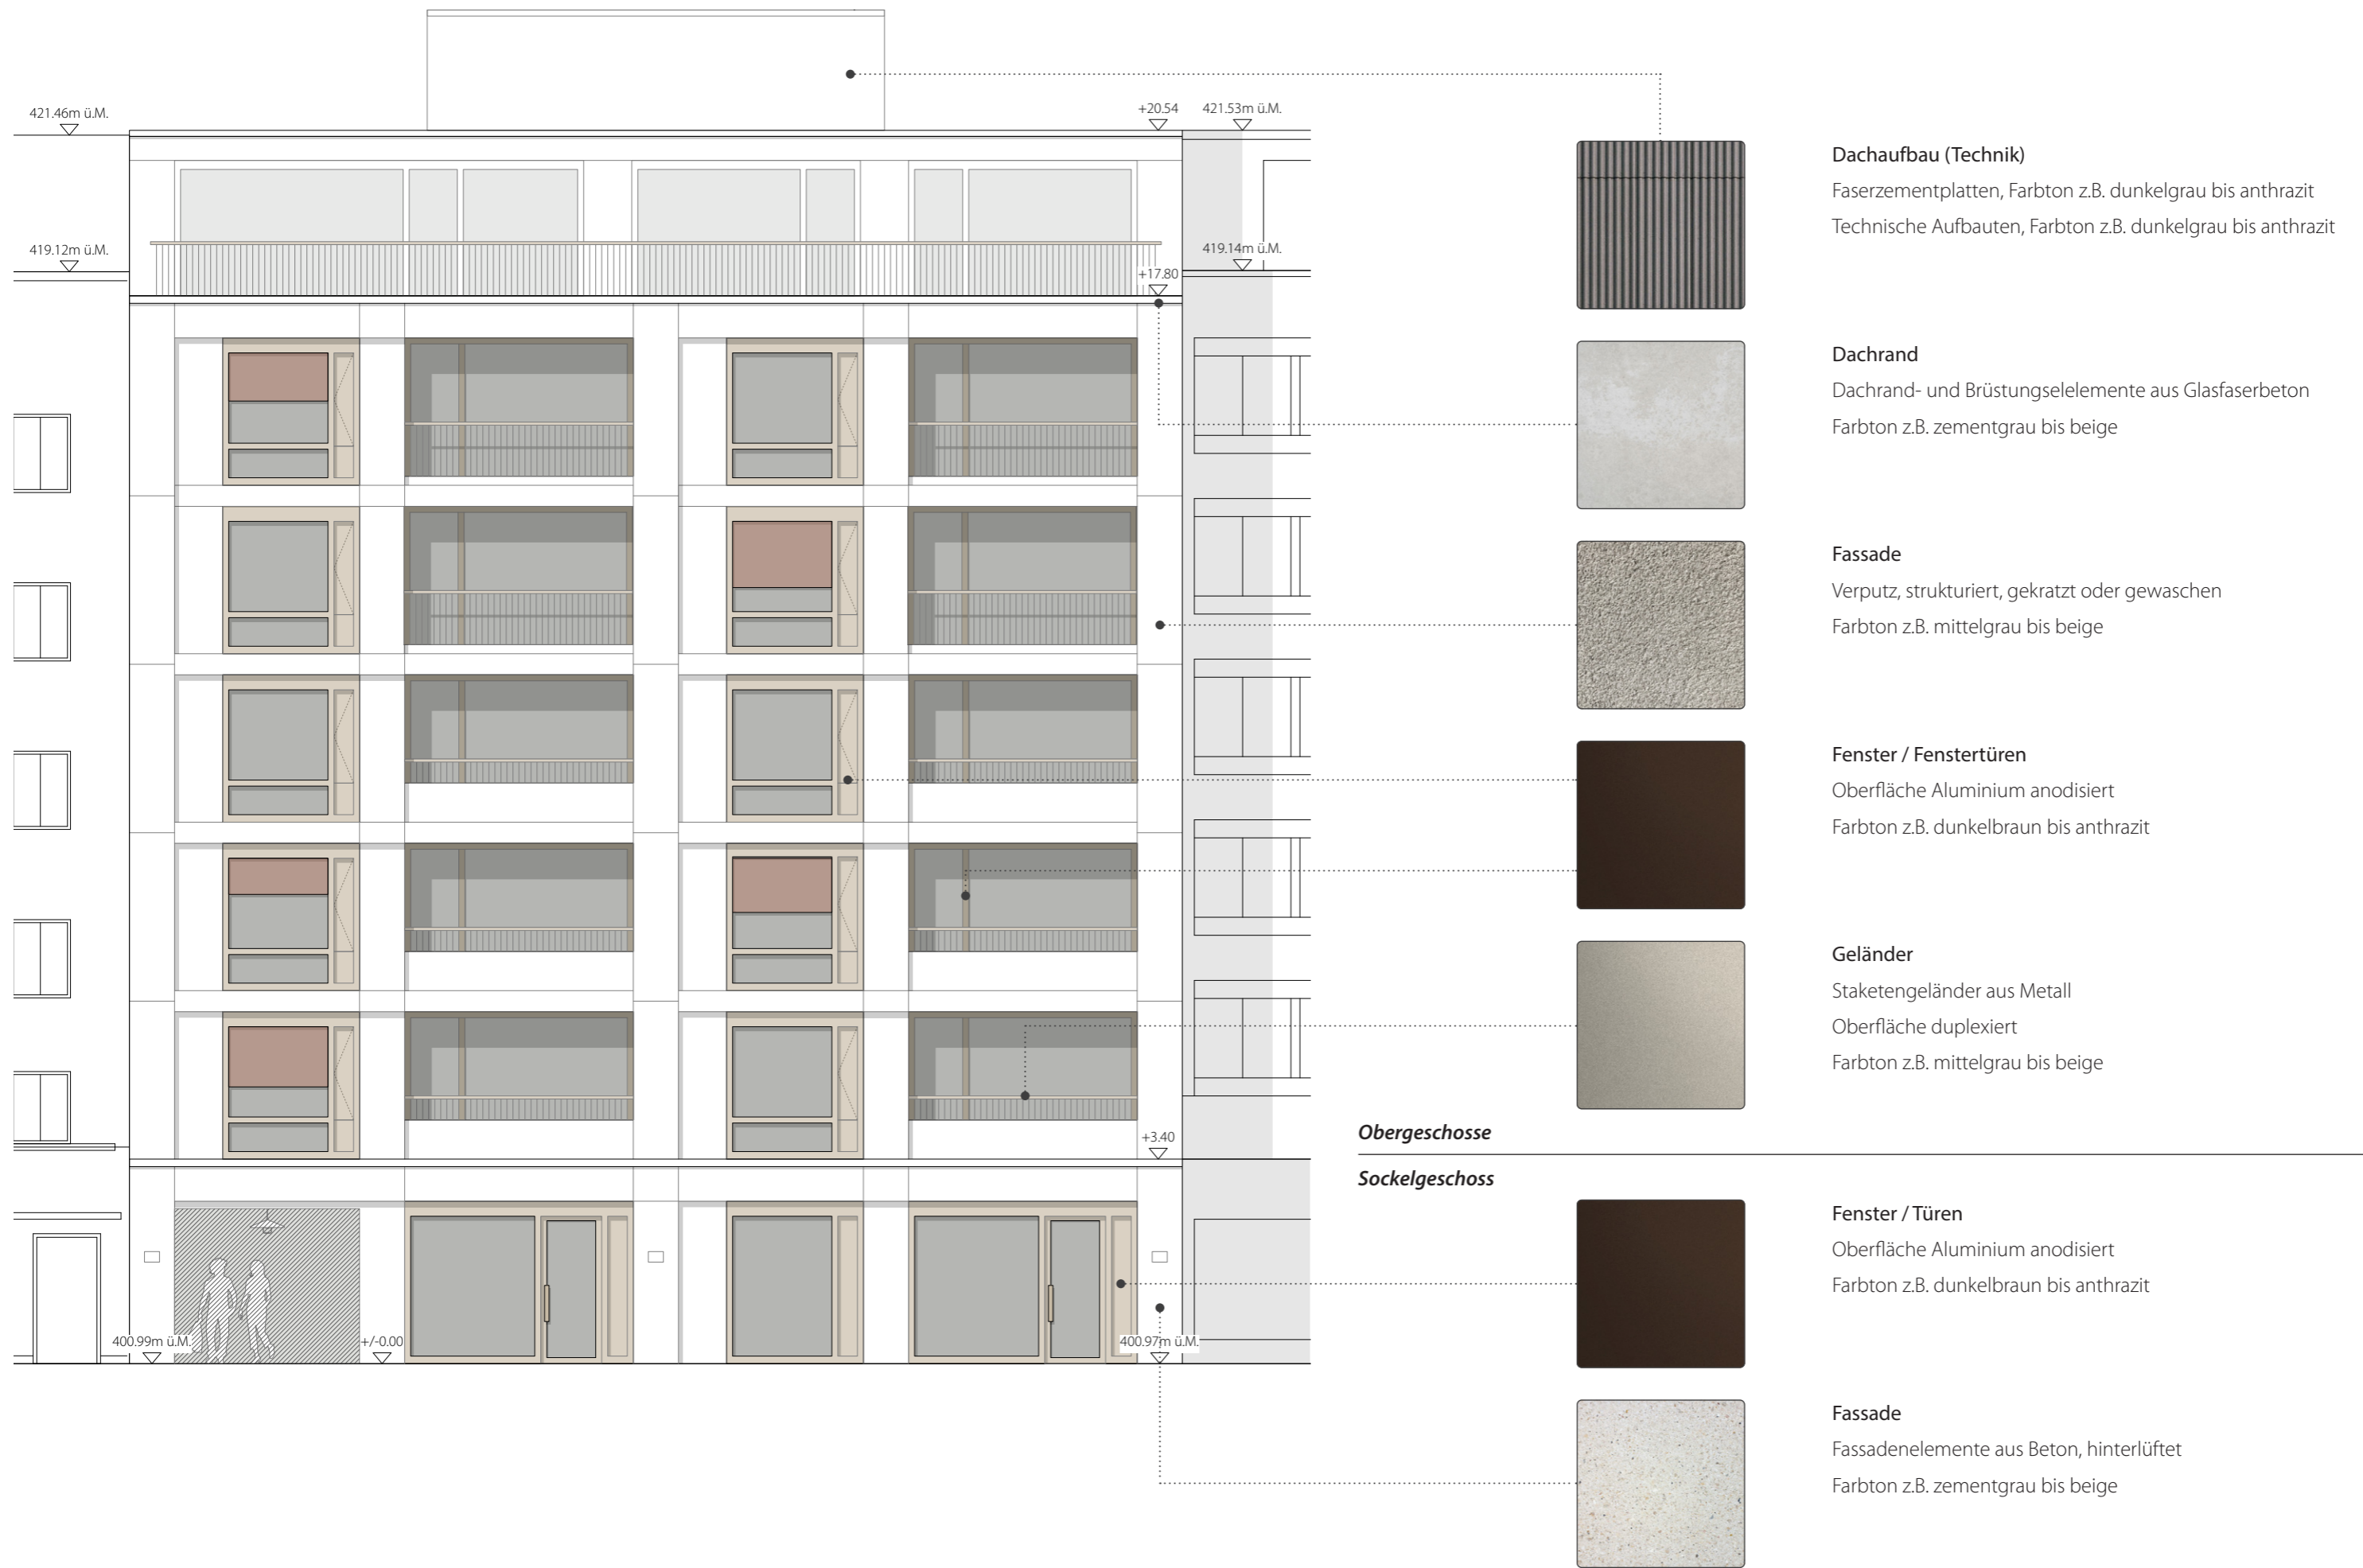 421.46m ü.M.
+20.54
421.53m ü.M.
419.12m ü.M.
419.14m ü.M.
+17.80
+3.40
400.99m ü.M.
+/-0.00
400.97m ü.M.
Dachaufbau (Technik)
Faserzementplatten, Farbton z.B. dunkelgrau bis anthrazit
Technische Aufbauten, Farbton z.B. dunkelgrau bis anthrazit
Dachrand
Dachrand- und Brüstungselelemente aus Glasfaserbeton
Farbton z.B. zementgrau bis beige
Fassade
Verputz, strukturiert, gekratzt oder gewaschen
Farbton z.B. mittelgrau bis beige
Fenster / Fenstertüren
Oberfläche Aluminium anodisiert
Farbton z.B. dunkelbraun bis anthrazit
Geländer
Staketengeländer aus Metall
Oberfläche duplexiert
Farbton z.B. mittelgrau bis beige
Obergeschosse
Sockelgeschoss
Fenster / Türen
Oberfläche Aluminium anodisiert
Farbton z.B. dunkelbraun bis anthrazit
Fassade
Fassadenelemente aus Beton, hinterlüftet
Farbton z.B. zementgrau bis beige